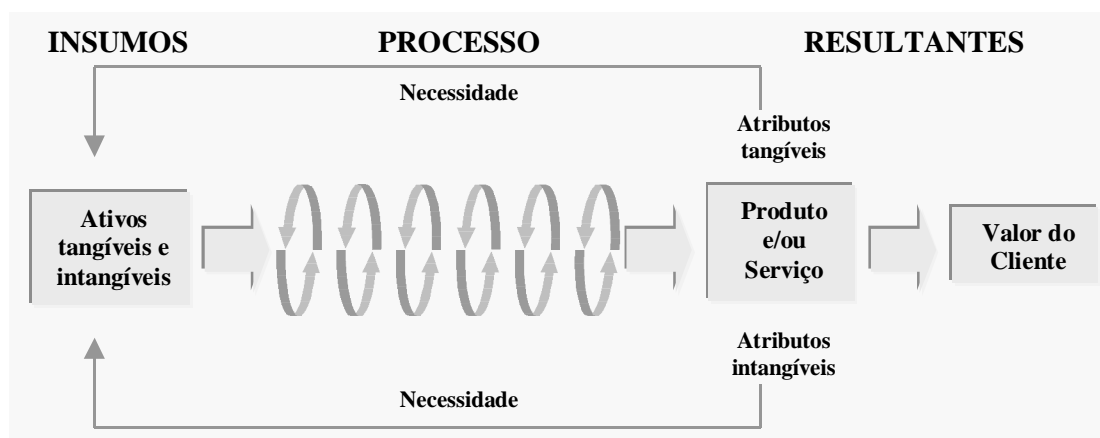 INSUMOS PROCESSO RESULTANTES
Necessidade
Atributos
tangíveis
Ativos
tangíveis e
intangíveis
Produto
e/ou
Serviço
Valor do
Cliente
Atributos
intangíveis
Necessidade